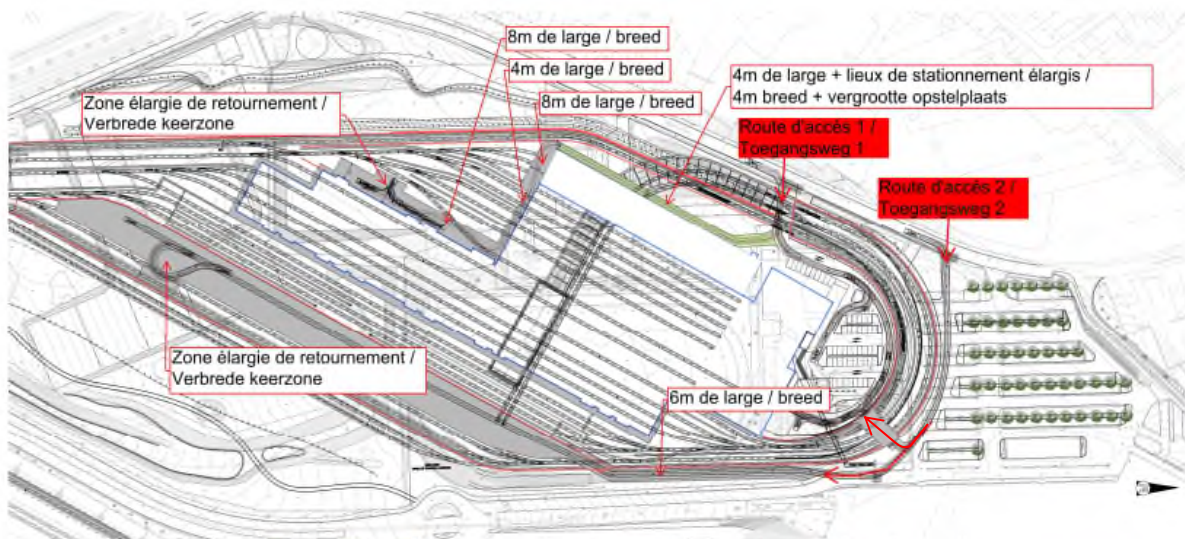 8m de large / breed
4m de large / breed
8m de large / breed
Zone élargie de retournement /
Verbrede keerzone
4m de large + lieux de stationnement élargis /
4m breed + vergrootte opstelplaats
Route d'accès 1 /
Toegangsweg 1
Route d'accès 2 /
Toegangsweg 2
Zone élargie de retournement /
Verbrede keerzone
6m de large / breed